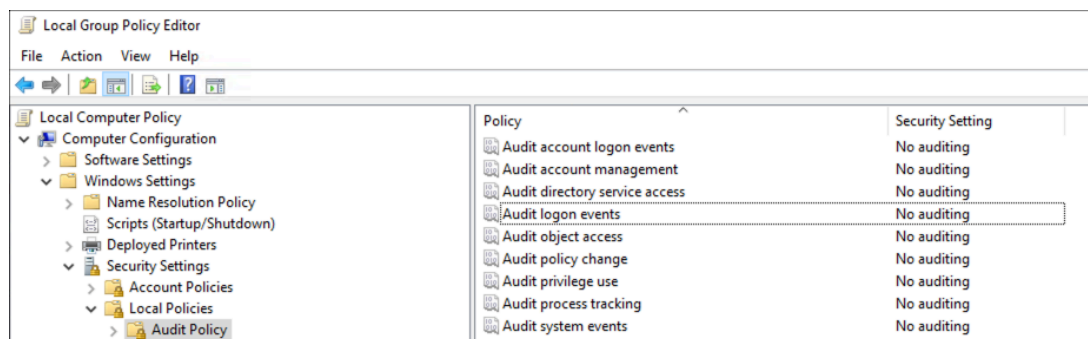 Local Group Policy Editor
File Action View Help
Local Computer Policy
Computer Configuration
Software Settings
Windows Settings
Name Resolution Policy
Scripts (Startup/Shutdown)
Deployed Printers
Security Settings
Account Policies
Local Policies
Audit Policy
Policy Security Setting
Audit account logon events No auditing
Audit account management No auditing
Audit directory service access No auditing
Audit logon events No auditing
Audit object access No auditing
Audit policy change No auditing
Audit privilege use No auditing
Audit process tracking No auditing
Audit system events No auditing